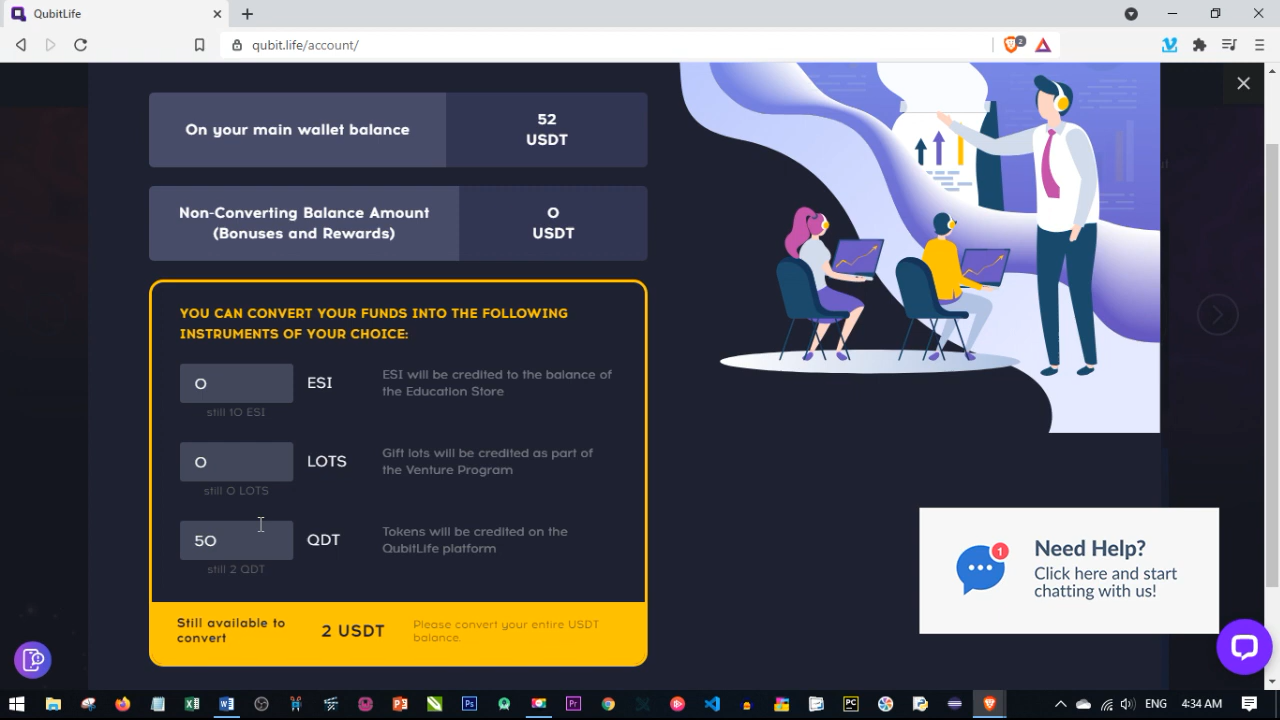 QubitLife
qubit.life/account/
2
On your main wallet balance
52
USDT
Non-Converting Balance Amount
(Bonuses and Rewards)
0
USDT
YOU CAN CONVERT YOUR FUNDS INTO THE FOLLOWING
INSTRUMENTS OF YOUR CHOICE:
0
ESI
ESI will be credited to the balance of
the Education Store
still 10 ESI
0
LOTS
Gift lots will be credited as part of
the Venture Program
still 0 LOTS
50
QDT
Tokens will be credited on the
QubitLife platform
still 2 QDT
Still available to
convert
2 USDT
Please convert your entire USDT
balance.
1
Need Help?
Click here and start
chatting with us!
ENG
4:34 AM